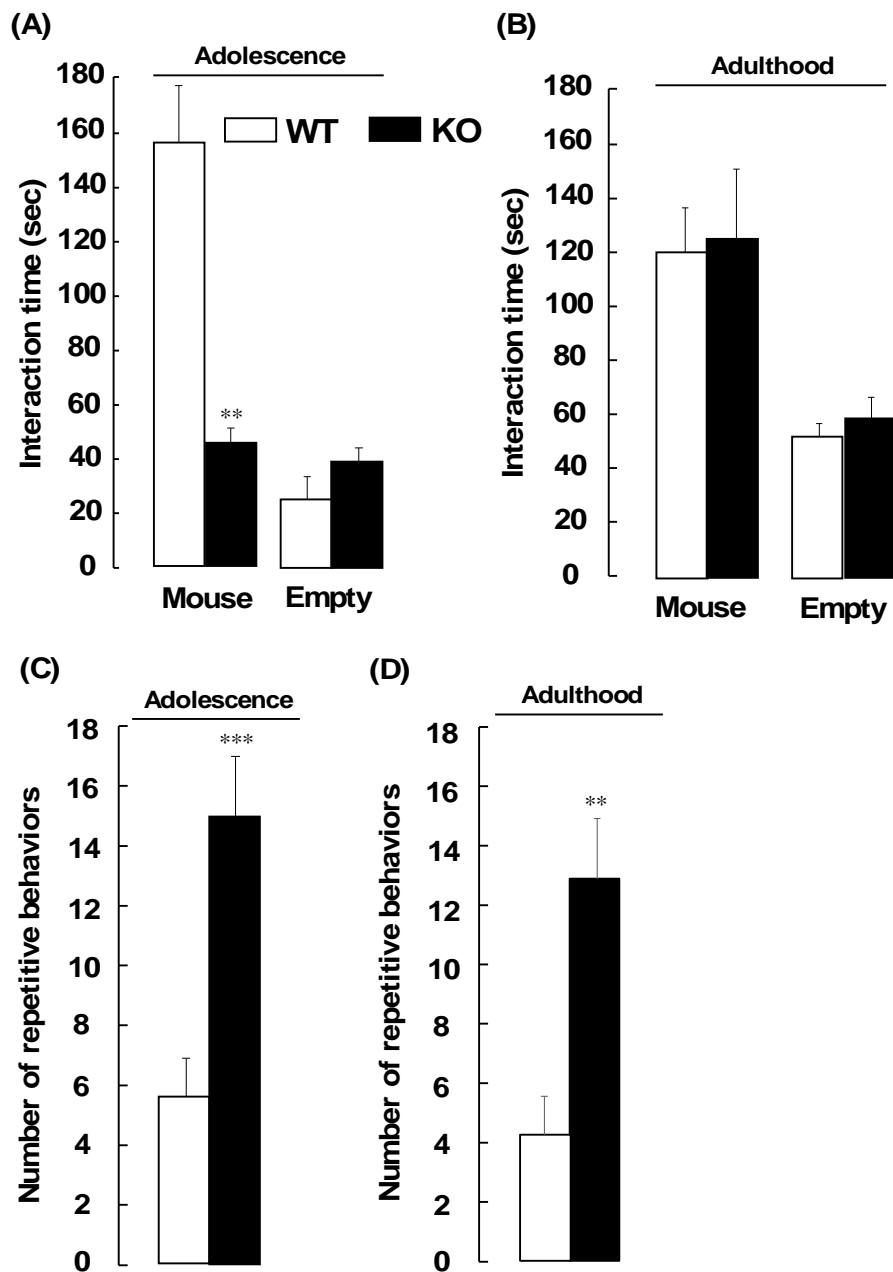 (A)
Adolescence
180
160
140
120
100
80
60
40
20
0
Interaction time (sec)
WT KO
**
Mouse Empty
(B)
Adulthood
180
160
140
120
100
80
60
40
20
0
Interaction time (sec)
Mouse Empty
(C)
Adolescence
18
16
14
12
10
8
6
4
2
0
Number of repetitive behaviors
***
(D)
Adulthood
18
16
14
12
10
8
6
4
2
0
Number of repetitive behaviors
**